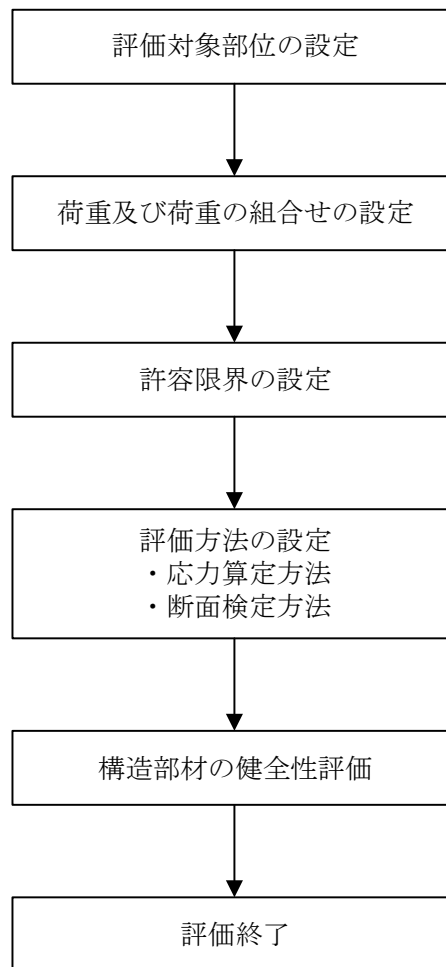 評価対象部位の設定
荷重及び荷重の組合せの設定
許容限界の設定
評価方法の設定
・応力算定方法
・断面検定方法
構造部材の健全性評価
評価終了